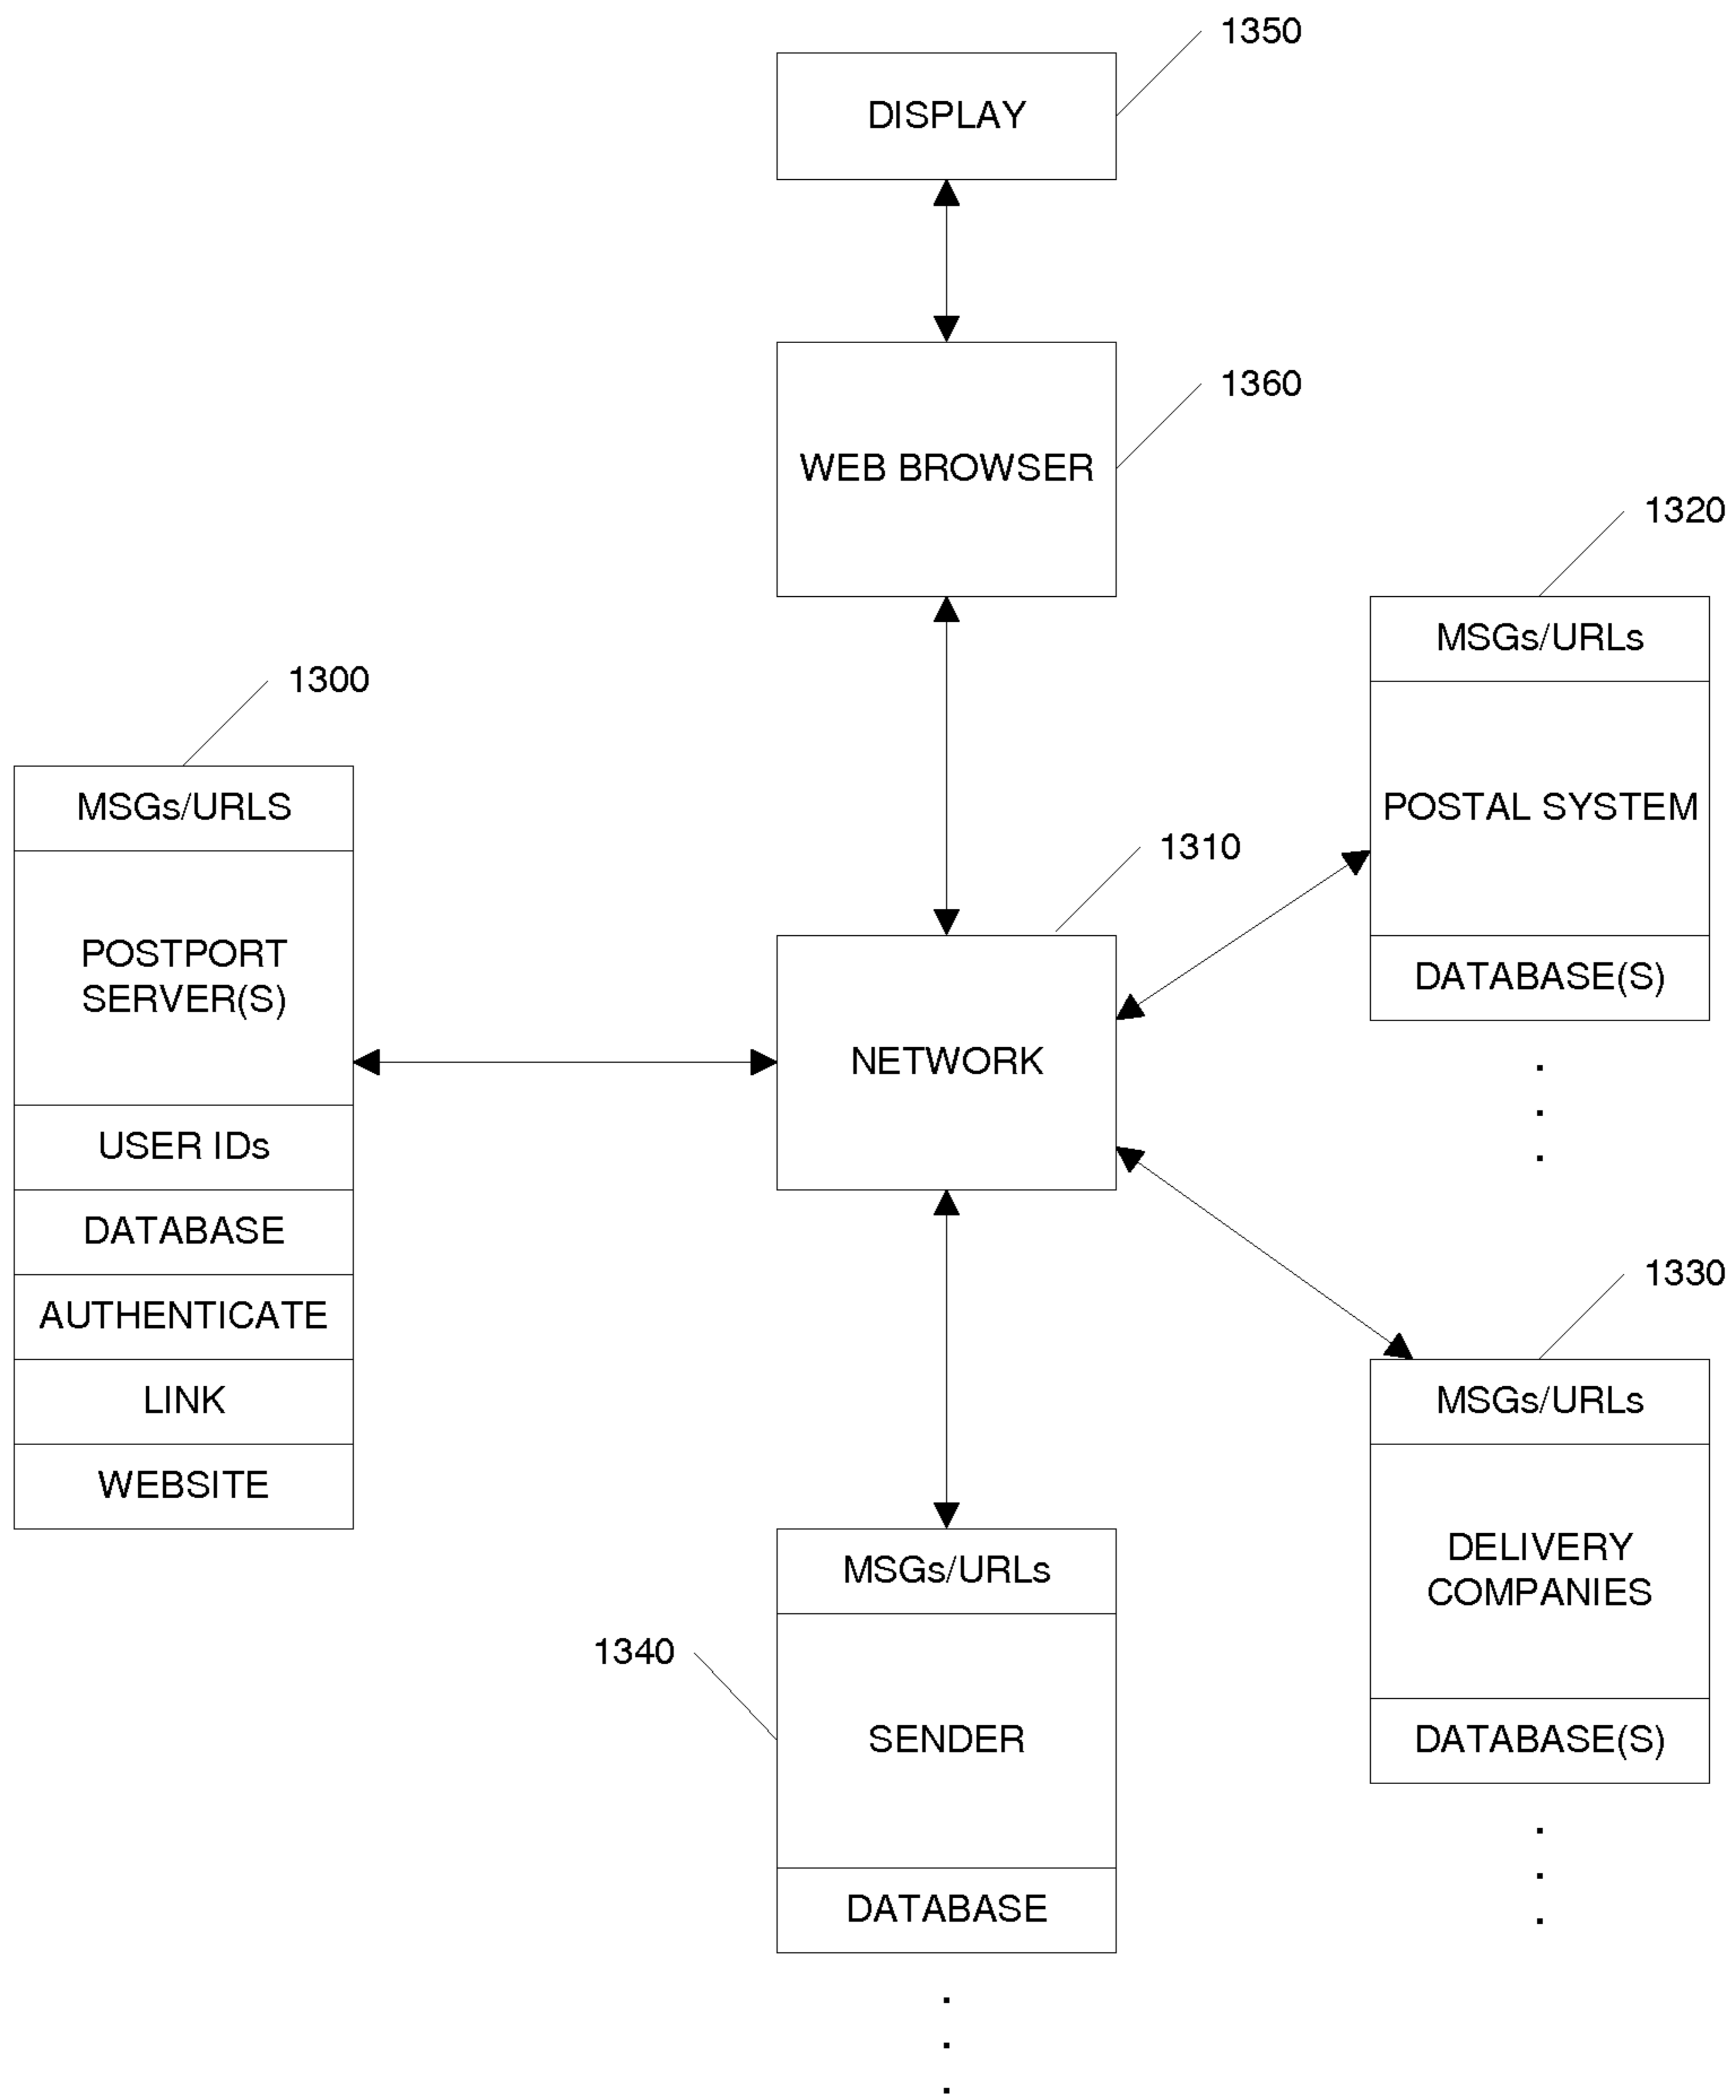 1350
DISPLAY
1360
WEB BROWSER
1320
MSGs/URLs
POSTAL SYSTEM
DATABASE(S)
1300
MSGs/URLS
POSTPORT
SERVER(S)
USER IDs
DATABASE
AUTHENTICATE
LINK
WEBSITE
1310
NETWORK
1330
MSGs/URLs
DELIVERY
COMPANIES
DATABASE(S)
1340
MSGs/URLs
SENDER
DATABASE